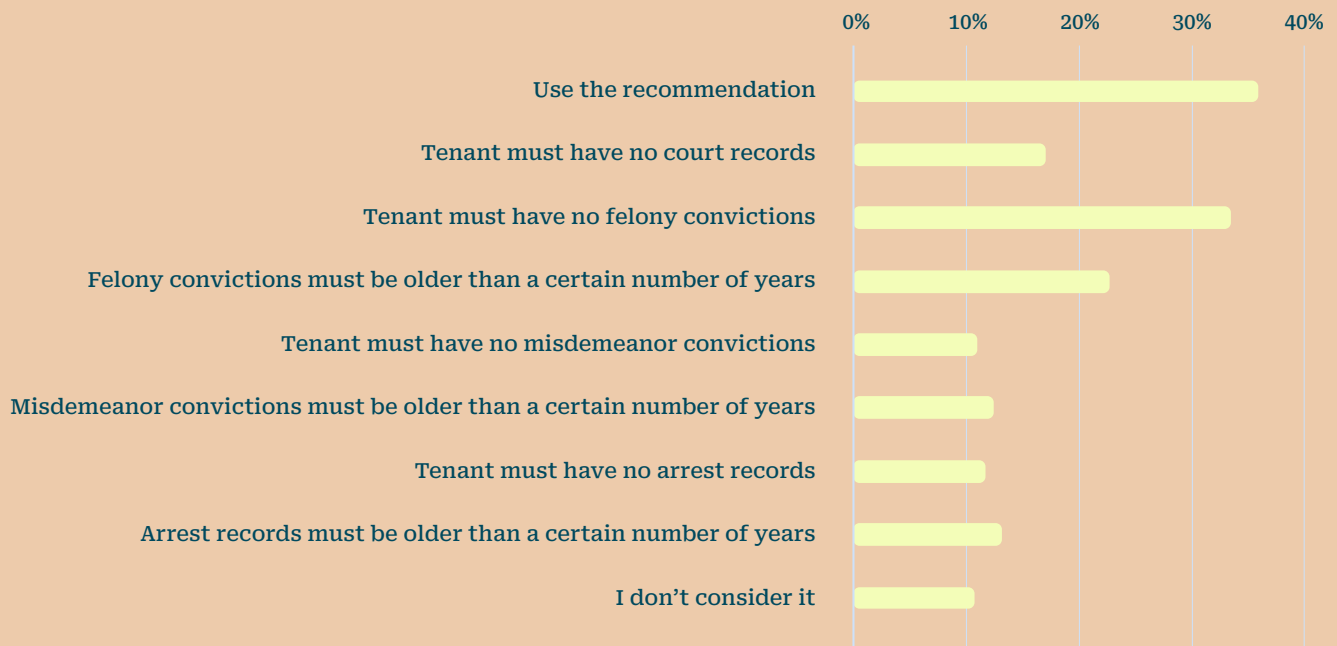 0% 10% 20% 30% 40%
Use the recommendation
Tenant must have no court records
Tenant must have no felony convictions
Felony convictions must be older than a certain number of years
Tenant must have no misdemeanor convictions
Misdemeanor convictions must be older than a certain number of years
Tenant must have no arrest records
Arrest records must be older than a certain number of years
I don’t consider it